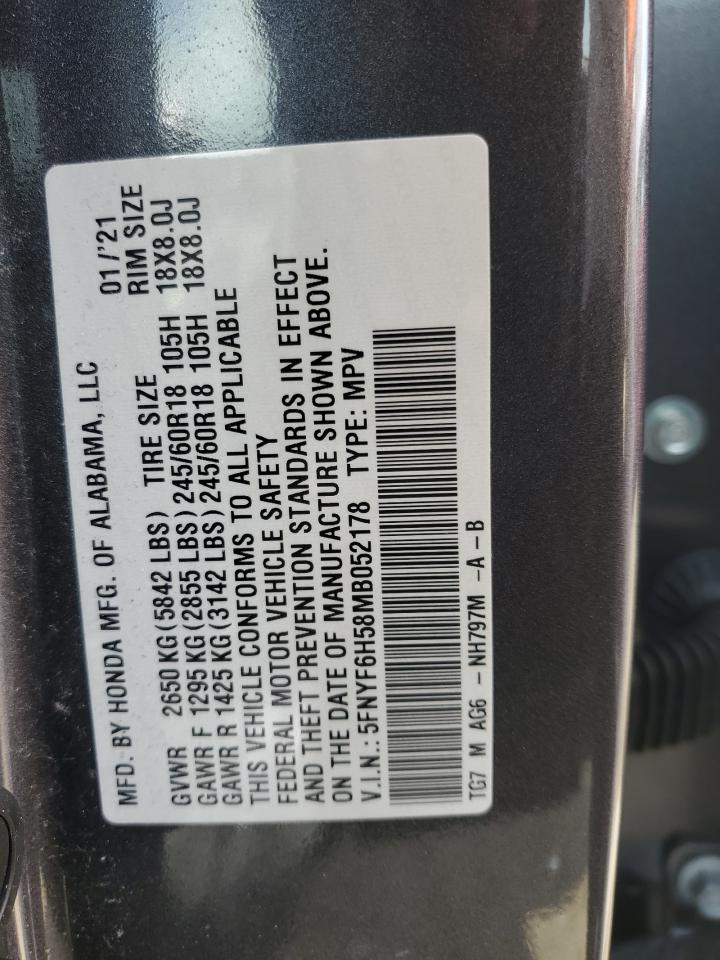 MFD. BY HONDA MFG. OF ALABAMA, LLC 01/'21
GVWR 2650 KG (5842 LBS) TIRE SIZE RIM SIZE
GAWR F 1295 KG (2855 LBS) 245/60R18 105H 18X8.0J
GAWR R 1425 KG (3142 LBS) 245/60R18 105H 18X8.0J
THIS VEHICLE CONFORMS TO ALL APPLICABLE
FEDERAL MOTOR VEHICLE SAFETY
AND THEFT PREVENTION STANDARDS IN EFFECT
ON THE DATE OF MANUFACTURE SHOWN ABOVE.
V.I.N.: 5FNYF6H58MB052178 TYPE: MPV
TG7 M AG6 -NH797M -A -B